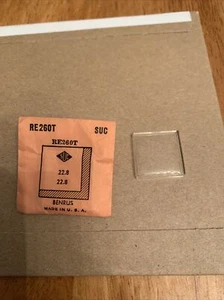 RE260T SUC
RE260T
22.8
22.8
BENRUS
MADE IN U. S. A.